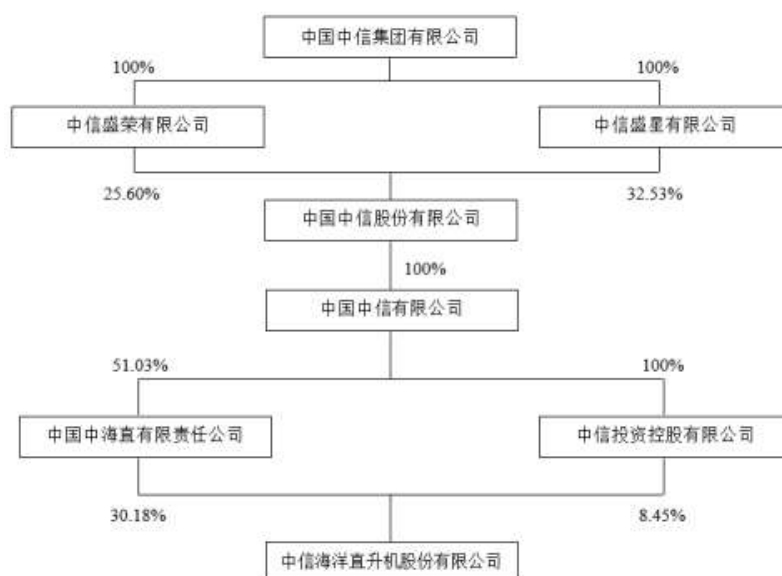 中国中信集团有限公司
100%
100%
中信盛荣有限公司
中信盛星有限公司
25.60%
32.53%
中国中信股份有限公司
100%
中国中信有限公司
51.03%
100%
中国中海直有限责任公司
中信投资控股有限公司
30.18%
8.45%
中信海洋直升机股份有限公司